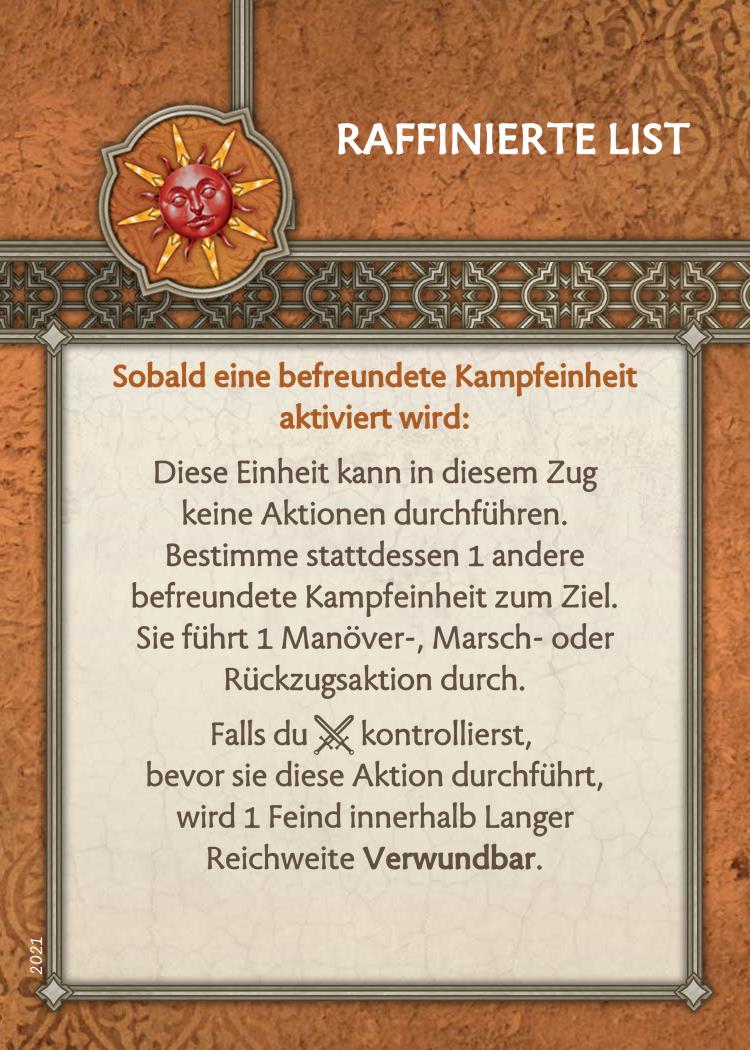 RAFFINIERTE LIST
Sobald eine befreundete Kampfeinheit
aktiviert wird:
Diese Einheit kann in diesem Zug
keine Aktionen durchführen.
Bestimme stattdessen 1 andere
befreundete Kampfeinheit zum Ziel.
Sie führt 1 Manöver-, Marsch- oder
Rückzugsaktion durch.
Falls du kontrollierst,
bevor sie diese Aktion durchführt,
wird 1 Feind innerhalb Langer
Reichweite Verwundbar.
2021